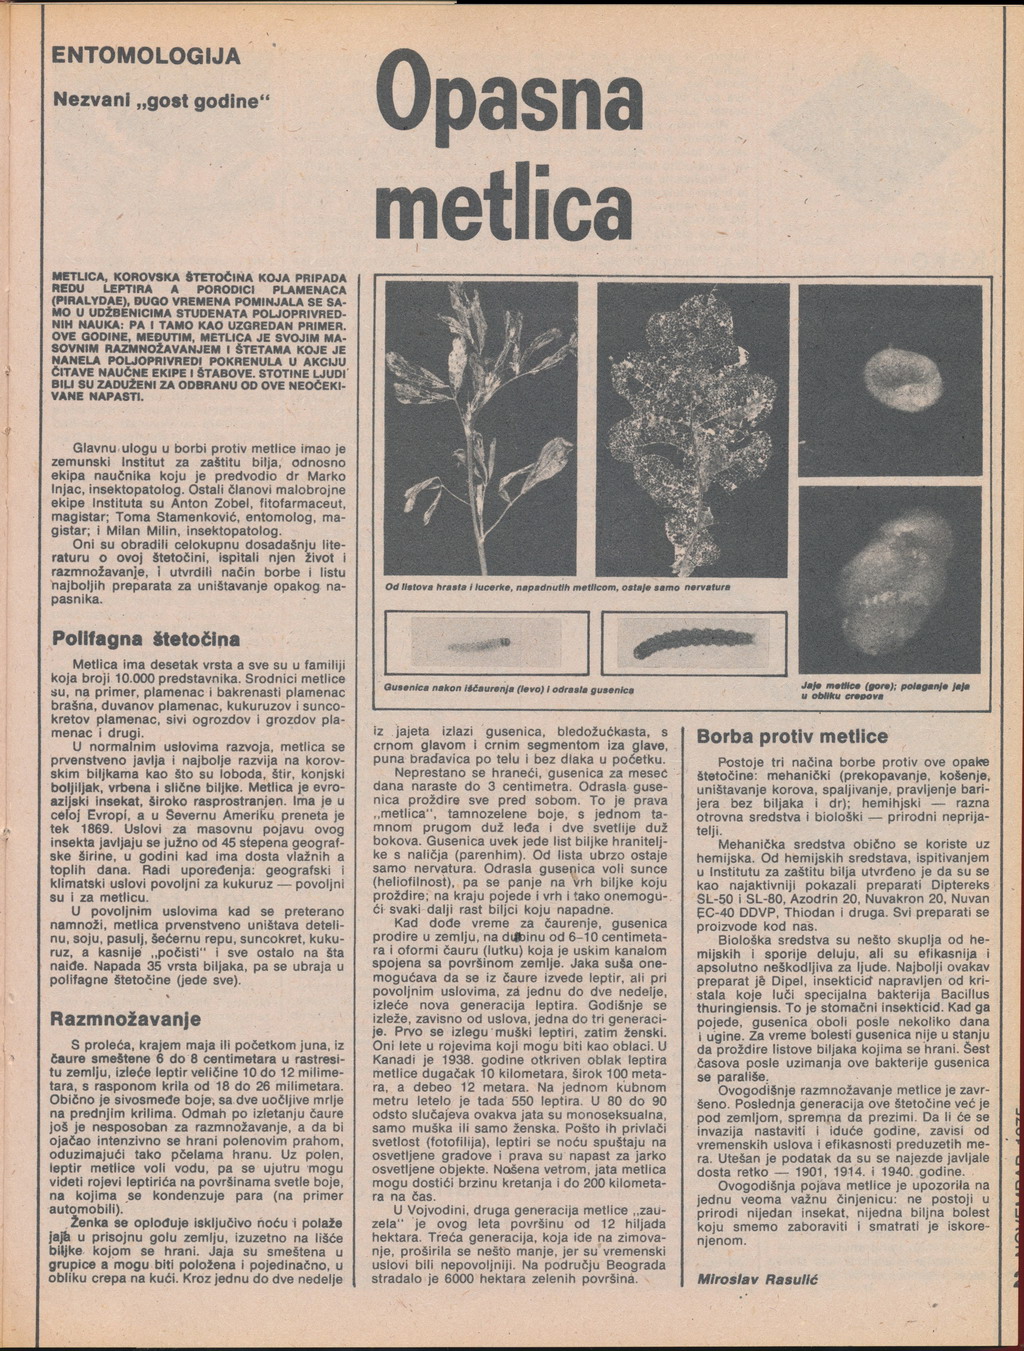 ENTOMOLOGIJA
Nezvani „gost godine“
Opasna
metlica
METLICA, KOROVSKA ŠTETOČINA KOJA PRIPADA
REDU LEPTIRA A PORODICI PLAMENACA
(PIRALYDAE), DUGO VREMENA POMINJALA SE SA-
MO U UDŽBENICIMA STUDENATA POLJOPRIVRED-
NIH NAUKA: PA I TAMO KAO UZGREDAN PRIMER.
OVE GODINE, MEĐUTIM, METLICA JE SVOJIM MA-
SOVNIM RAZMNOŽAVANJEM I ŠTETAMA KOJE JE
NANELA POLJOPRIVREDI POKRENULA U AKCIJU
ČITAVE NAUČNE EKIPE I ŠTABOVE. STOTINE LJUDI
BILI SU ZADUŽENI ZA ODBRANU OD OVE NEOČEKI-
VANE NAPASTI.
Glavnu ulogu u borbi protiv metlice imao je
zemunski Institut za zaštitu bilja, odnosno
ekipa naučnika koju je predvodio dr Marko
Injac, insektopatolog. Ostali članovi malobrojne
ekipe Instituta su Anton Zobel, fitofarmaceut,
magistar; Toma Stamenković, entomolog, ma-
gistar; i Milan Milin, insektopatolog.
Oni su obradili celokupnu dosadašnju lite-
raturu o ovoj štetočini, ispitali njen život i
razmnožavanje, i utvrdili način borbe i listu
najboljih preparata za uništavanje opakog na-
pasnika.
Polifagna štetočina
Metlica ima desetak vrsta a sve su u familiji
koja broji 10.000 predstavnika. Srodnici metlice
su, na primer, plamenac i bakrenasti plamenac
brašna, duvanov plamenac, kukuruzov i sunco-
kretov plamenac, sivi ogrozdov i grozdov pla-
menac i drugi.
U normalnim uslovima razvoja, metlica se
prvenstveno javlja i najbolje razvija na korov-
skim biljkama kao što su loboda, štir, konjski
boljiljak, vrbena i slične biljke. Metlica je evro-
azijski insekat, široko rasprostranjen. Ima je u
celoj Evropi, a u Severnu Ameriku preneta je
tek 1869. Uslovi za masovnu pojavu ovog
insekta javljaju se južno od 45 stepena geograf-
ske širine, u godini kad ima dosta vlažnih a
toplih dana. Radi upoređenja: geografski i
klimatski uslovi povoljni za kukuruz — povoljni
su i za metlicu.
U povoljnim uslovima kad se preterano
namnoži, metlica prvenstveno uništava deteli-
nu, soju, pasulj, šećernu repu, suncokret, kuku-
ruz, a kasnije „počisti“ i sve ostalo na šta
naiđe. Napada 35 vrsta biljaka, pa se ubraja u
polifagne štetočine (jede sve).
Razmnožavanje
S proleća, krajem maja ili početkom juna, iz
čaure smeštene 6 do 8 centimetara u rastresi-
tu zemlju, izleće leptir veličine 10 do 12 milime-
tara, s rasponom krila od 18 do 26 milimetara.
Obično je sivosmeđe boje, sa dve uočljive mrlje
na prednjim krilima. Odmah po izletanju čaure
još je nesposoban za razmnožavanje, a da bi
ojačao intenzivno se hrani polenovim prahom,
oduzimajući tako pčelama hranu. Uz polen,
leptir metlice voli vodu, pa se ujutru mogu
videti rojevi leptirića na površinama svetle boje,
na kojima se kondenzuje para (na primer
automobili).
Ženka se oplođuje isključivo noću i polaže
jaja u prisojnu golu zemlju, izuzetno na lišće
biljke kojom se hrani. Jaja su smeštena u
grupice a mogu biti položena i pojedinačno, u
obliku crepa na kući. Kroz jednu do dve nedelje
Od listova hrasta i lucerke, napadnutih metlicom, ostaje samo nervatura
Gusenica nakon iščaurenja (levo) i odrasla gusenica
Jaje metlice (gore); polaganje jaja
u obliku crepova
iz jajeta izlazi gusenica, bledožućkasta, s
crnom glavom i crnim segmentom iza glave,
puna bradavica po telu i bez dlaka u početku.
Neprestano se hraneći, gusenica za mesec
dana naraste do 3 centimetra. Odrasla guse-
nica proždire sve pred sobom. To je prava
„metlica“, tamnozelene boje, s jednom ta-
mnom prugom duž leđa i dve svetlije duž
bokova. Gusenica uvek jede list biljke hranitelj-
ke s naličja (parenhim). Od lista ubrzo ostaje
samo nervatura. Odrasla gusenica voli sunce
(heliofilnost), pa se panje na vrh biljke koju
proždire; na kraju pojede i vrh i tako onemogu-
ći svaki dalji rast biljci koju napadne.
Kad dođe vreme za čaurenje, gusenica
prodire u zemlju, na dubinu od 6–10 centimeta-
ra i oformi čauru (lutku) koja je uskim kanalom
spojena sa površinom zemlje. Jaka suša one-
mogućava da se iz čaure izvede leptir, ali pri
povoljnim uslovima, za jednu do dve nedelje,
izleće nova generacija leptira. Godišnje se
izleže, zavisno od uslova, jedna do tri generaci-
je. Prvo se izlegu muški leptiri, zatim ženski.
Oni lete u rojevima koji mogu biti kao oblaci. U
Kanadi je 1938. godine otkriven oblak leptira
metlice dugačak 10 kilometara, širok 100 meta-
ra, a debeo 12 metara. Na jednom kubnom
metru letelo je tada 550 leptira. U 80 do 90
odsto slučajeva ovakva jata su monoseksualna,
samo muška ili samo ženska. Pošto ih privlači
svetlost (fotofilija), leptiri se noću spuštaju na
osvetljene gradove i prava su napast za jarko
osvetljene objekte. Nošena vetrom, jata metlica
mogu dostići brzinu kretanja i do 200 kilometa-
ra na čas.
U Vojvodini, druga generacija metlice „zau-
zela“ je ovog leta površinu od 12 hiljada
hektara. Treća generacija, koja ide na zimova-
nje, proširila se nešto manje, jer su vremenski
uslovi bili nepovoljniji. Na području Beograda
stradalo je 6000 hektara zelenih površina.
Borba protiv metlice
Postoje tri načina borbe protiv ove opake
štetočine: mehanički (prekopavanje, košenje,
uništavanje korova, spaljivanje, pravljenje bari-
jera bez biljaka i dr); hemihjski — razna
otrovna sredstva i biološki — prirodni neprija-
telji.
Mehanička sredstva obično se koriste uz
hemijska. Od hemijskih sredstava, ispitivanjem
u Institutu za zaštitu bilja utvrđeno je da su se
kao najaktivniji pokazali preparati Diptereks
SL-50 i SL-80, Azodrin 20, Nuvakron 20, Nuvan
EC-40 DDVP, Thiodan i druga. Svi preparati se
proizvode kod nas.
Biološka sredstva su nešto skuplja od he-
mijskih i sporije deluju, ali su efikasnija i
apsolutno neškodljiva za ljude. Najbolji ovakav
preparat je Dipel, insekticid napravljen od kri-
stala koje luči specijalna bakterija Bacillus
thuringiensis. To je stomačni insekticid. Kad ga
pojede, gusenica oboli posle nekoliko dana
i ugine. Za vreme bolesti gusenica nije u stanju
da proždire listove biljaka kojima se hrani. Šest
časova posle uzimanja ove bakterije gusenica
se parališe.
Ovogodišnje razmnožavanje metlice je završeno.
Poslednja generacija ove štetočine već je
pod zemljom, spremna da prezimi. Da li će se
invazija nastaviti i iduće godine, zavisi od
vremenskih uslova i efikasnosti preduzetih me-
ra. Utešan je podatak da su se najezde javljale
dosta retko — 1901, 1914. i 1940. godine.
Ovogodišnja pojava metlice je upozorila na
jednu veoma važnu činjenicu: ne postoji u
prirodi nijedan insekat, nijedna biljna bolest
koju smemo zaboraviti i smatrati je iskore-
njenom.
Miroslav Rasulić